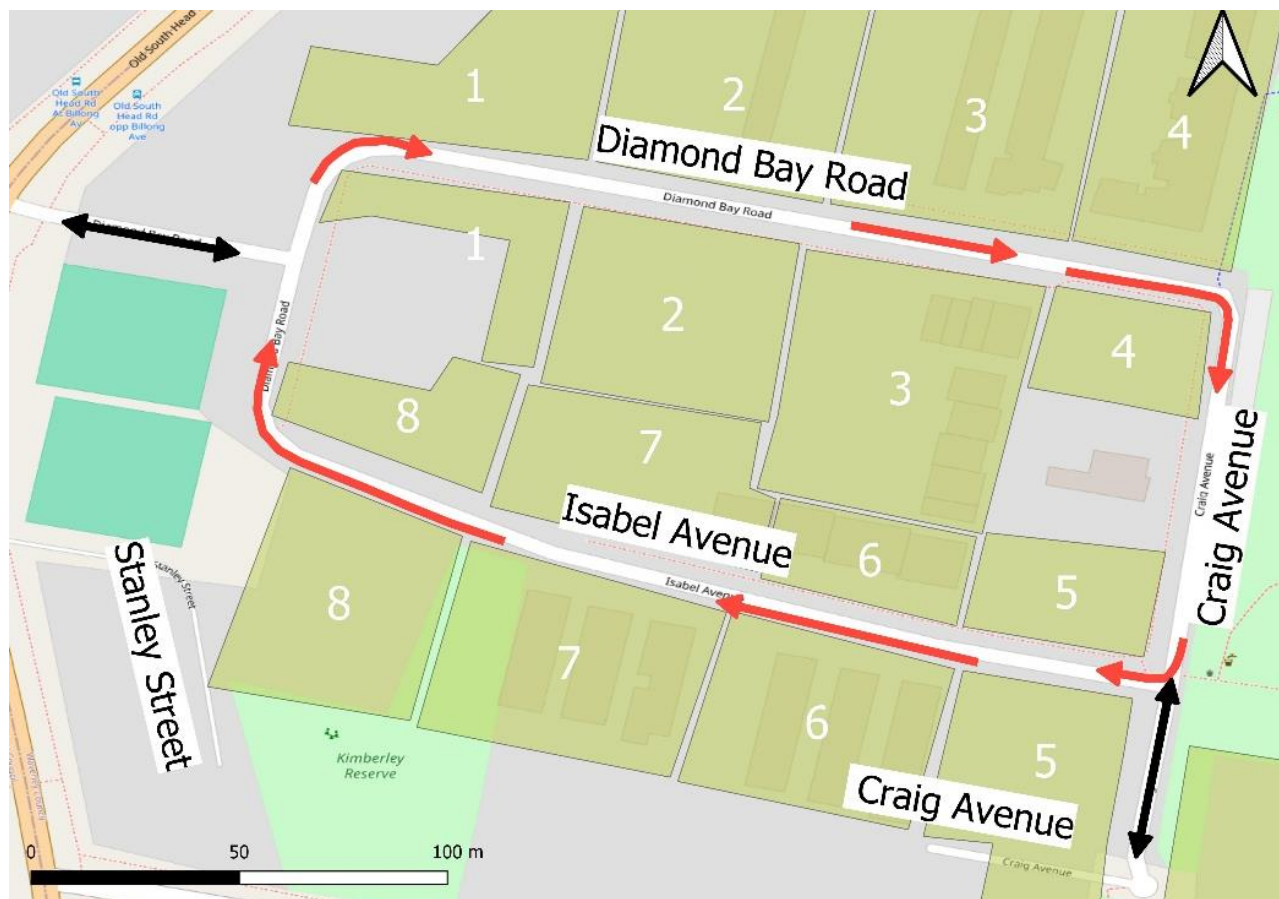 Old South Head
Old South
Head Rd
At Billong
Av
Old South
Head Rd
opp Billong
Ave
1
2
3
4
Diamond Bay Road
Diamond Bay Road
Diamond Bay Road
Diamond Bay Road
1
2
3
4
8
7
6
5
Isabel Avenue
Isabel Avenue
Craig Avenue
Craig Avenue
Stanley Street
Stanley Street
8
7
6
5
Kimberley
Reserve
Craig Avenue
Craig Avenue
0
50
100 m